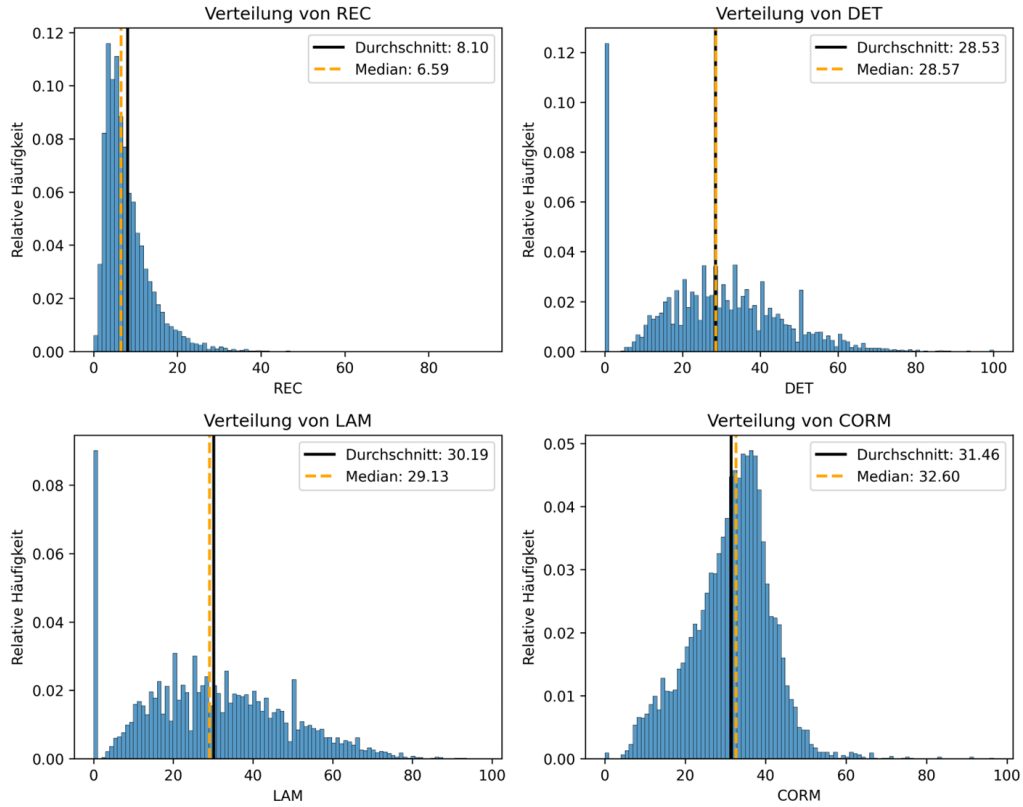 Verteilung von REC
Durchschnitt: 8.10
Median: 6.59
0.12
0.10
0.08
0.06
0.04
0.02
0.00
Relative Häufigkeit
0 20 40 60 80
REC
Verteilung von DET
Durchschnitt: 28.53
Median: 28.57
0.12
0.10
0.08
0.06
0.04
0.02
0.00
Relative Häufigkeit
0 20 40 60 80 100
DET
Verteilung von LAM
Durchschnitt: 30.19
Median: 29.13
0.08
0.06
0.04
0.02
0.00
Relative Häufigkeit
0 20 40 60 80 100
LAM
Verteilung von CORM
Durchschnitt: 31.46
Median: 32.60
0.05
0.04
0.03
0.02
0.01
0.00
Relative Häufigkeit
0 20 40 60 80 100
CORM